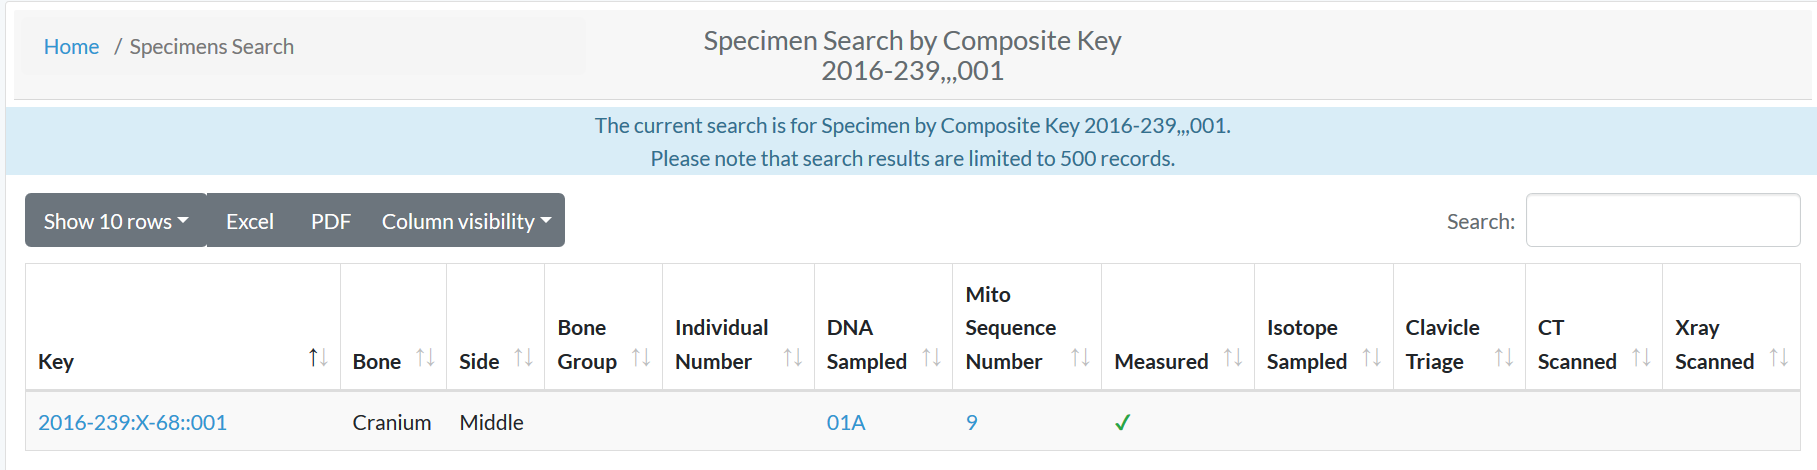 Home / Specimens Search
Specimen Search by Composite Key
2016-239,,,001
The current search is for Specimen by Composite Key 2016-239,,,001.
Please note that search results are limited to 500 records.
Show 10 rows Excel PDF Column visibility Search:
Key Bone Side Bone Group Individual Number DNA Sampled Mito Sequence Number Measured Isotope Sampled Clavicle Triage CT Scanned Xray Scanned
2016-239:X-68::001 Cranium Middle 01A 9 ✓